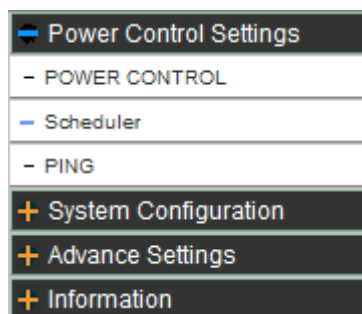 Power Control Settings
- POWER CONTROL
- Scheduler
- PING
+ System Configuration
+ Advance Settings
+ Information